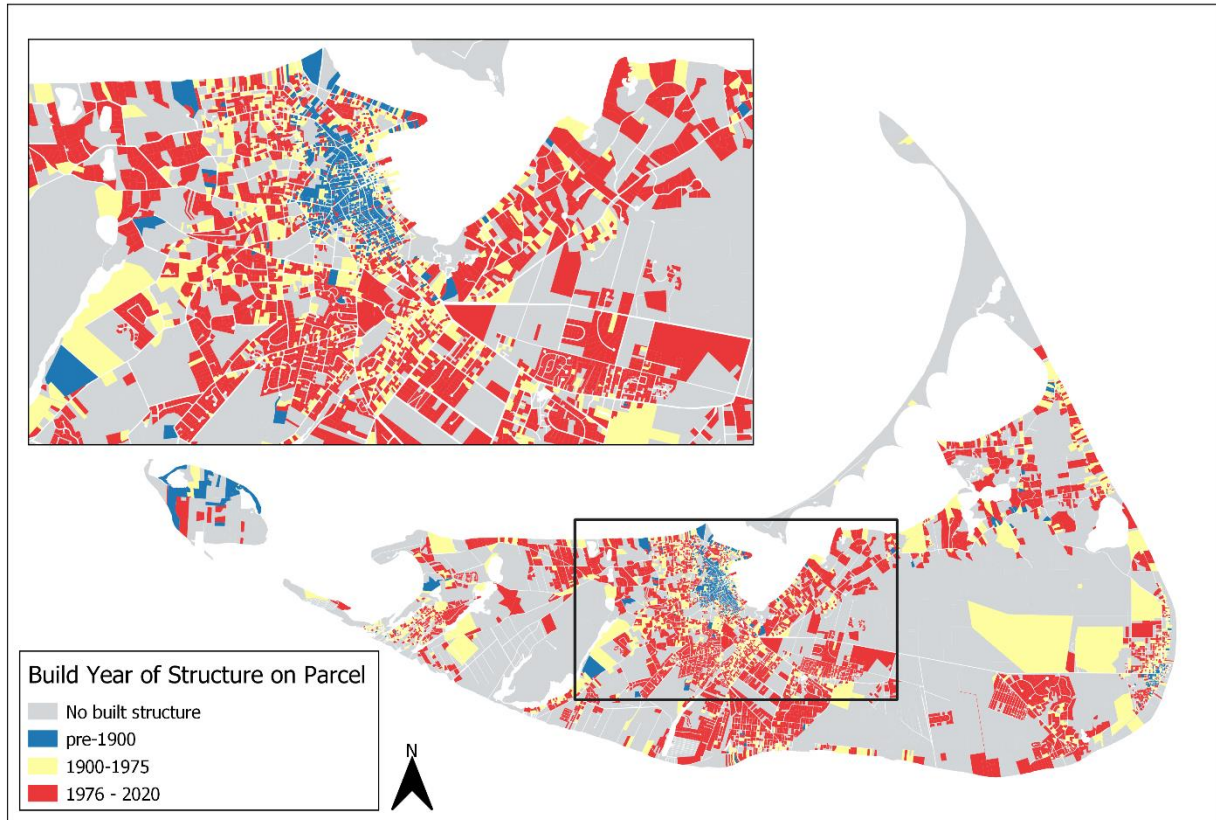 Build Year of Structure on Parcel
No built structure
pre-1900
1900-1975
1976 - 2020
N